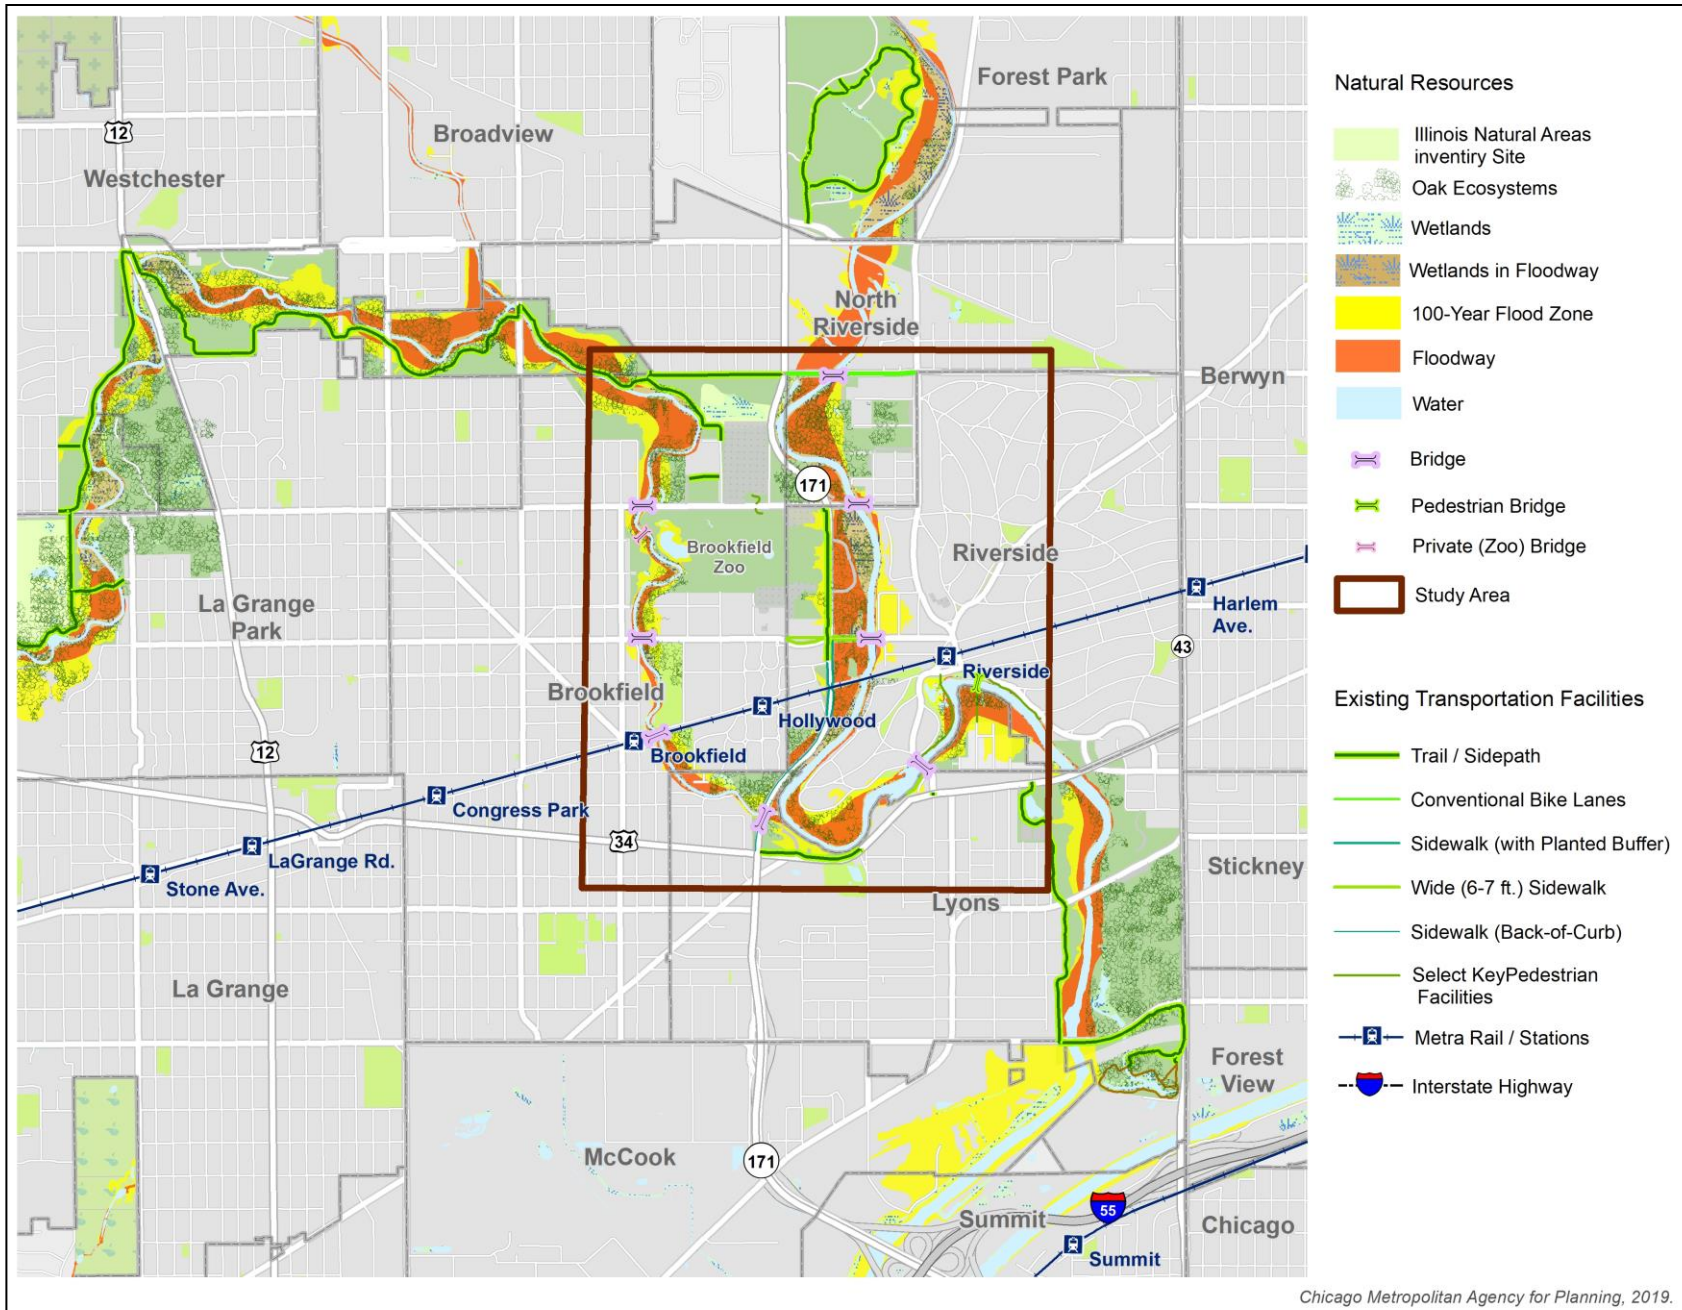 Forest Park
12
Broadview
Westchester
North
Riverside
Berwyn
171
Brookfield
Zoo
Riverside
La Grange
Park
Harlem
Ave.
43
Riverside
Brookfield
Hollywood
12
Brookfield
Congress Park
34
LaGrange Rd.
Stone Ave.
Stickney
Lyons
La Grange
Forest
View
McCook
171
55
Summit
Chicago
Summit
Natural Resources
Illinois Natural Areas
inventiry Site
Oak Ecosystems
Wetlands
Wetlands in Floodway
100-Year Flood Zone
Floodway
Water
Bridge
Pedestrian Bridge
Private (Zoo) Bridge
Study Area
Existing Transportation Facilities
Trail / Sidepath
Conventional Bike Lanes
Sidewalk (with Planted Buffer)
Wide (6-7 ft.) Sidewalk
Sidewalk (Back-of-Curb)
Select KeyPedestrian
Facilities
Metra Rail / Stations
Interstate Highway
Chicago Metropolitan Agency for Planning, 2019.